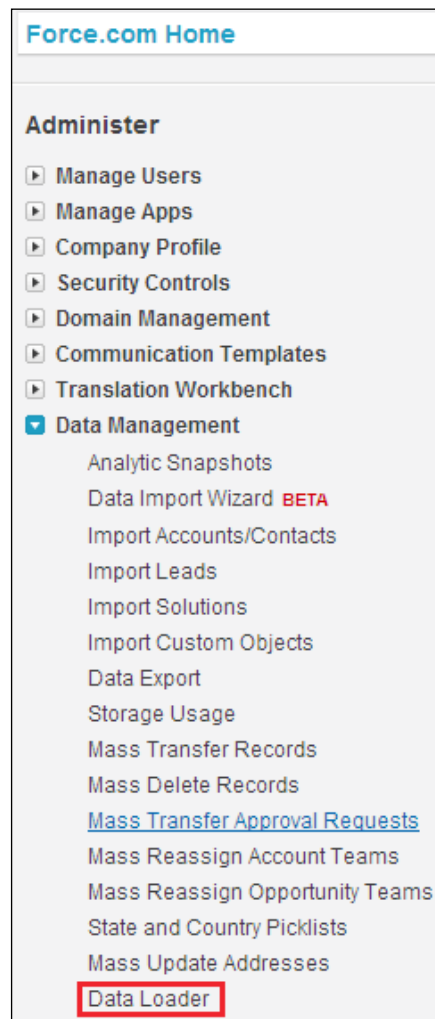 Force.com Home
Administer
Manage Users
Manage Apps
Company Profile
Security Controls
Domain Management
Communication Templates
Translation Workbench
Data Management
Analytic Snapshots
Data Import Wizard BETA
Import Accounts/Contacts
Import Leads
Import Solutions
Import Custom Objects
Data Export
Storage Usage
Mass Transfer Records
Mass Delete Records
Mass Transfer Approval Requests
Mass Reassign Account Teams
Mass Reassign Opportunity Teams
State and Country Picklists
Mass Update Addresses
Data Loader